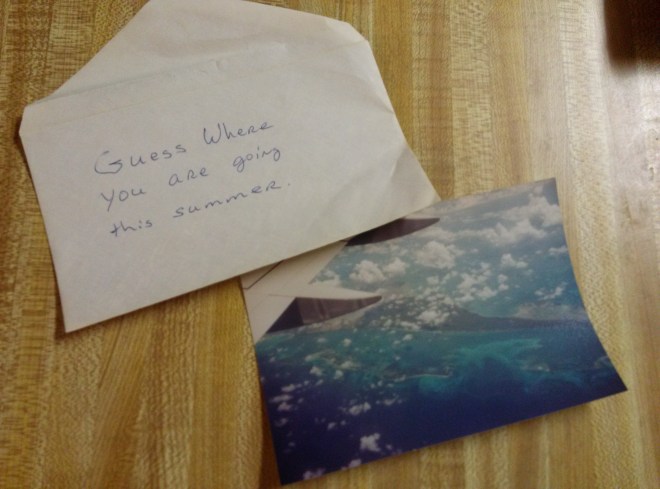 Guess Where
you are going
this summer.